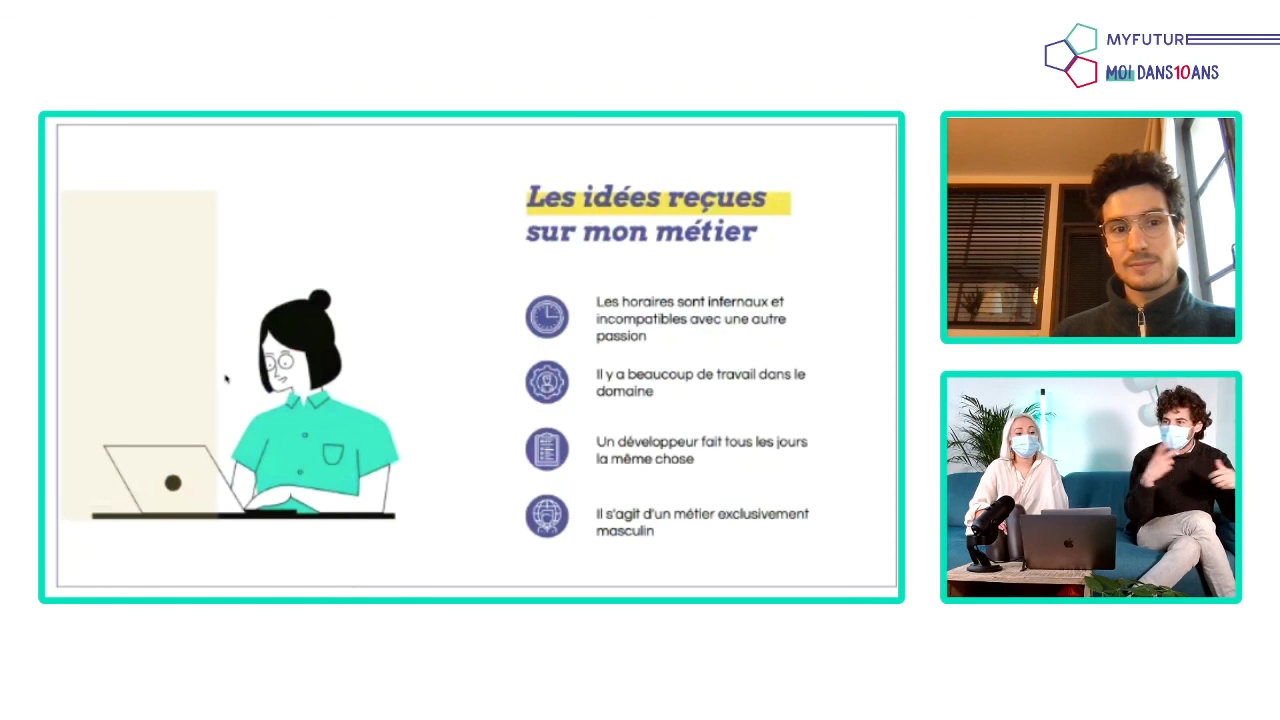 MYFUTUR
MOI DANS10ANS
Les idées reçues
sur mon métier
Les horaires sont infernaux et
incompatibles avec une autre
passion
Il y a beaucoup de travail dans le
domaine
Un développeur fait tous les jours
la même chose
Il s'agit d'un métier exclusivement
masculin